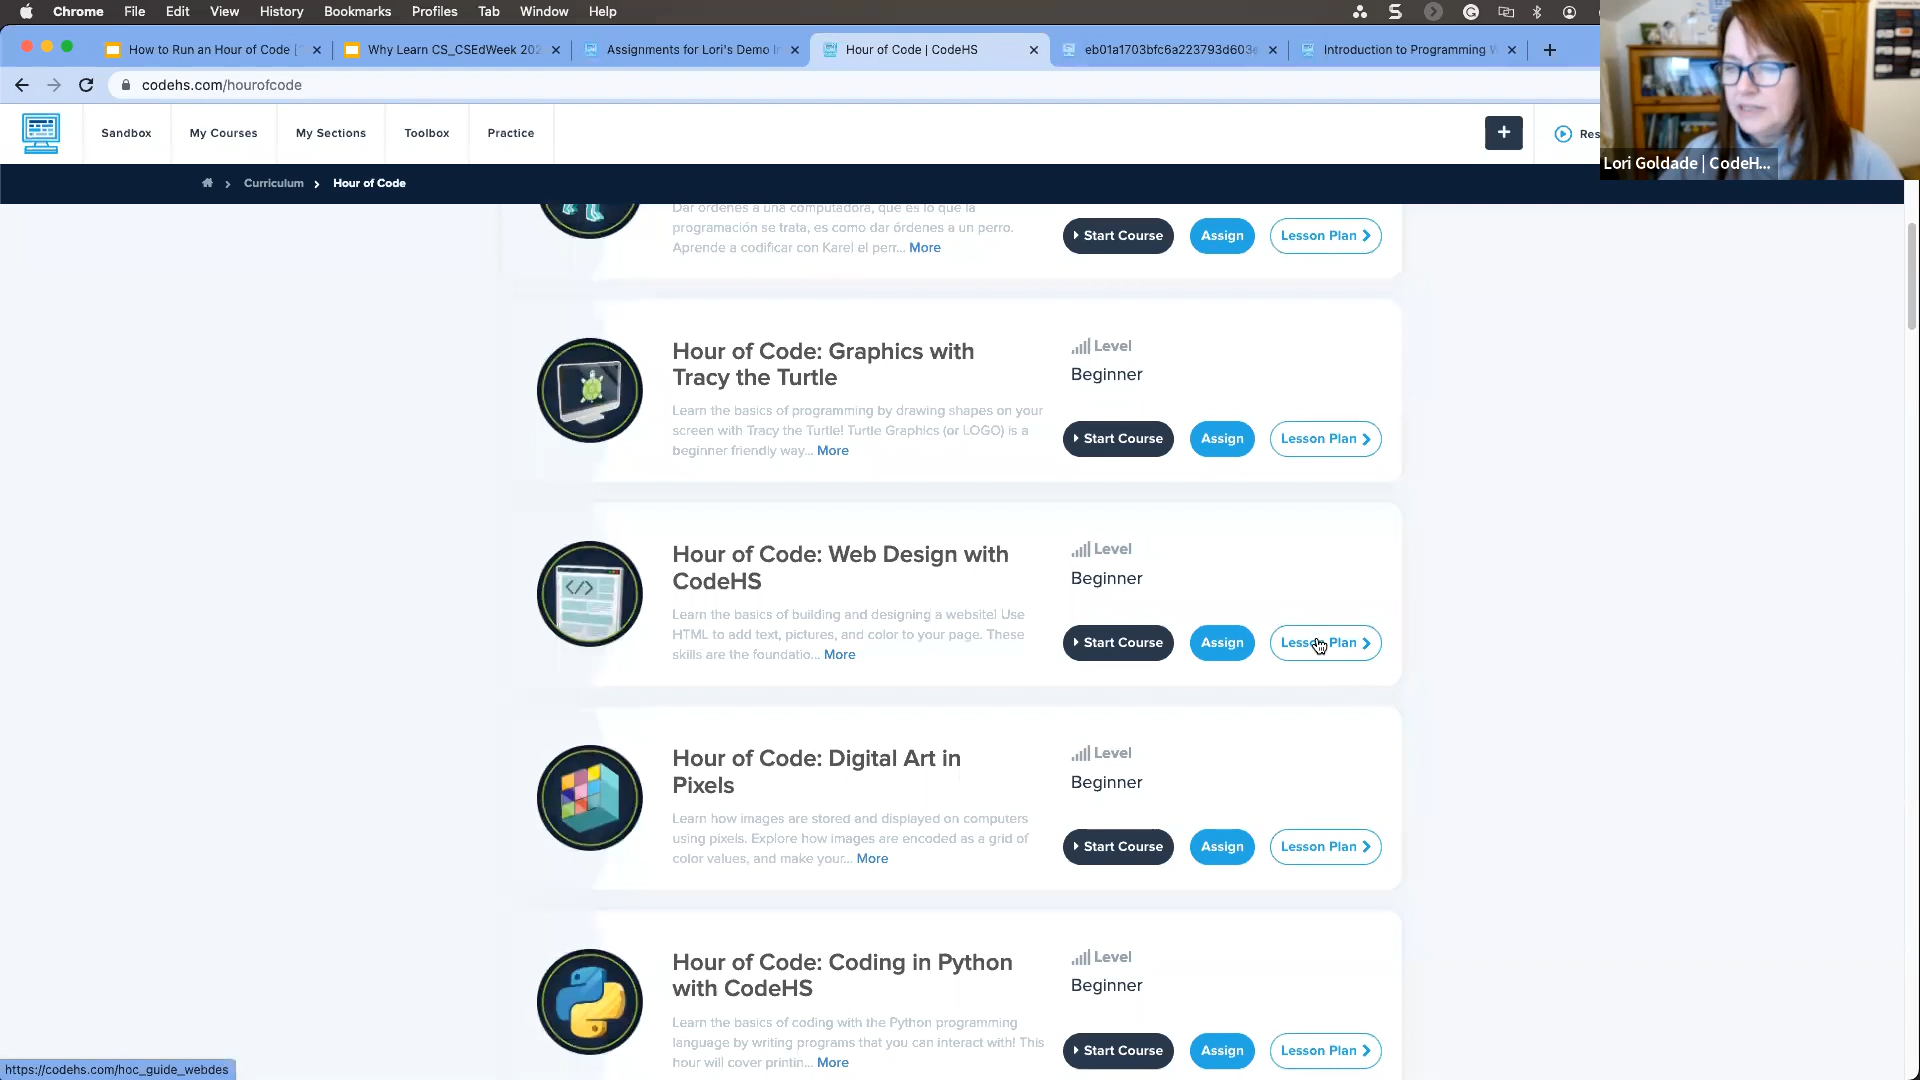 Chrome File Edit View History Bookmarks Profiles Tab Window Help
How to Run an Hour of Code [
Why Learn CS_CSEdWeek 202
Assignments for Lori's Demo In
Hour of Code | CodeHS
eb01a1703bfc6a223793d603e
Introduction to Programming W
codehs.com/hourofcode
Sandbox My Courses My Sections Toolbox Practice
+
Res
Lori Goldade | CodeH...
Curriculum Hour of Code
Dar órdenes a una computadora, que es lo que la
programación se trata, es como dar órdenes a un perro.
Aprende a codificar con Karel el perr... More
Start Course Assign Lesson Plan
Hour of Code: Graphics with
Tracy the Turtle
Learn the basics of programming by drawing shapes on your
screen with Tracy the Turtle! Turtle Graphics (or LOGO) is a
beginner friendly way... More
Level
Beginner
Start Course Assign Lesson Plan
Hour of Code: Web Design with
CodeHS
Learn the basics of building and designing a website! Use
HTML to add text, pictures, and color to your page. These
skills are the foundatio... More
Level
Beginner
Start Course Assign Lesson Plan
Hour of Code: Digital Art in
Pixels
Learn how images are stored and displayed on computers
using pixels. Explore how images are encoded as a grid of
color values, and make your... More
Level
Beginner
Start Course Assign Lesson Plan
Hour of Code: Coding in Python
with CodeHS
Learn the basics of coding with the Python programming
language by writing programs that you can interact with! This
hour will cover printin... More
Level
Beginner
Start Course Assign Lesson Plan
https://codehs.com/hoc_guide_webdes